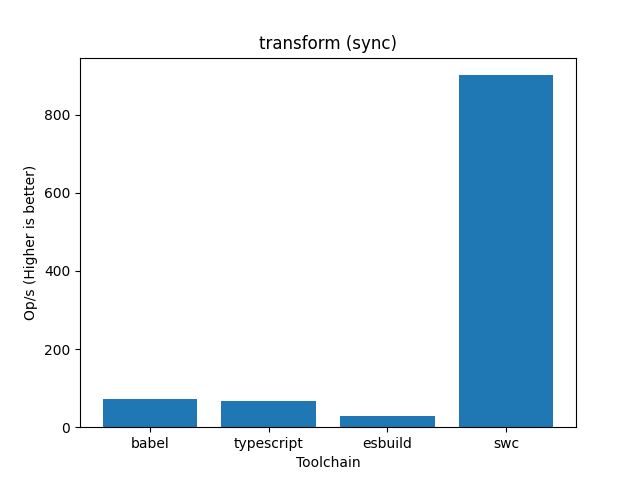 transform (sync)
Op/s (Higher is better)
800
600
400
200
0
babel typescript esbuild swc
Toolchain